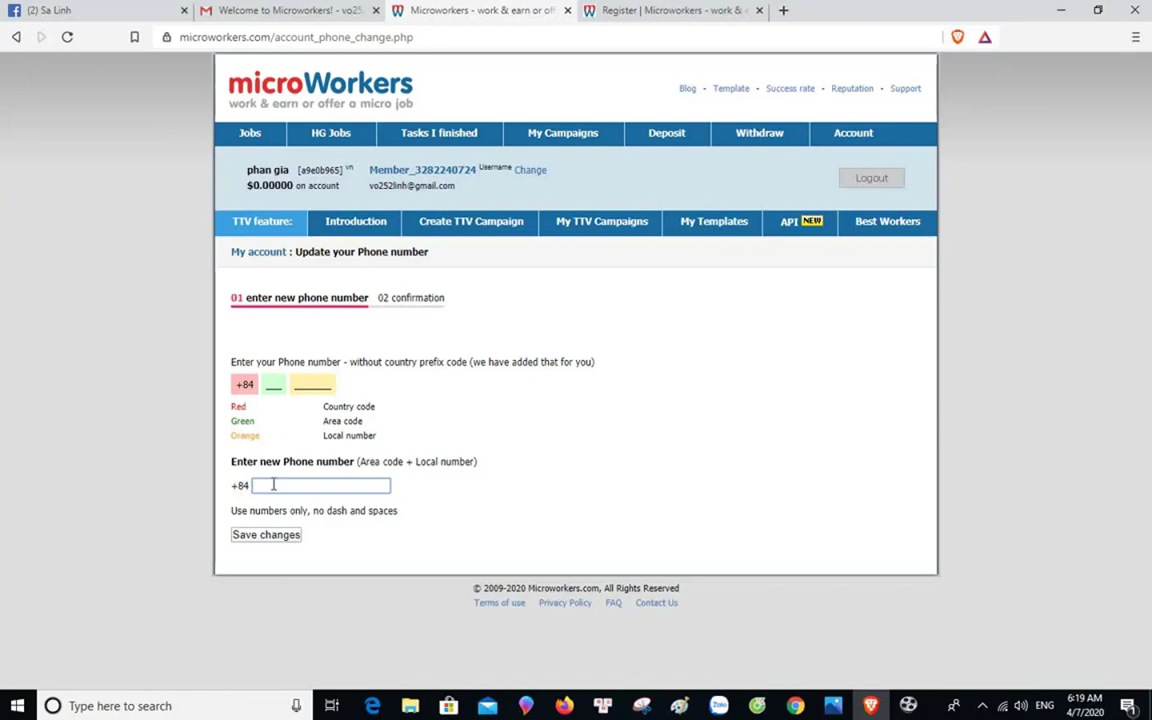 (2) Sa Linh
Welcome to Microworkers! - vo25
Microworkers - work & earn or off
Register | Microworkers - work & e
microworkers.com/account_phone_change.php
microWorkers
work & earn or offer a micro job
Blog - Template - Success rate - Reputation - Support
Jobs HG Jobs Tasks I finished My Campaigns Deposit Withdraw Account
phan gia [a9e0b965] vn Member_3282240724 Username Change
$0.00000 on account vo252linh@gmail.com
Logout
TTV feature: Introduction Create TTV Campaign My TTV Campaigns My Templates API NEW Best Workers
My account : Update your Phone number
01 enter new phone number 02 confirmation
Enter your Phone number - without country prefix code (we have added that for you)
+84 __ ______
Red Country code
Green Area code
Orange Local number
Enter new Phone number (Area code + Local number)
+84
Use numbers only, no dash and spaces
Save changes
© 2009-2020 Microworkers.com, All Rights Reserved
Terms of use Privacy Policy FAQ Contact Us
Type here to search
Zalo
ENG
6:19 AM
4/7/2020
1